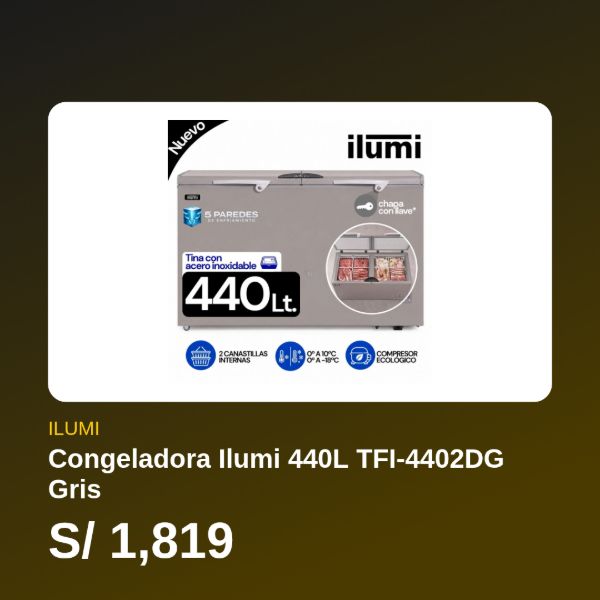 Nuevo
ilumi
5 PAREDES
DE ENFRIAMIENTO
chapa
con llave*
Tina con
acero inoxidable
440Lt.
2 CANASTILLAS
INTERNAS
0° A 10°C
0° A -18°C
COMPRESOR
ECOLÓGICO
ILUMI
Congeladora Ilumi 440L TFI-4402DG
Gris
S/ 1,819